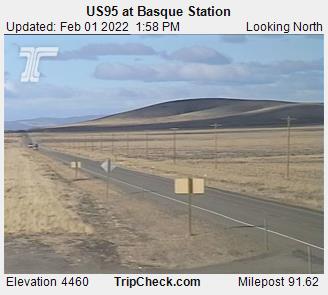 US95 at Basque Station
Updated: Feb 01 2022 1:58 PM Looking North
Elevation 4460 TripCheck.com Milepost 91.62